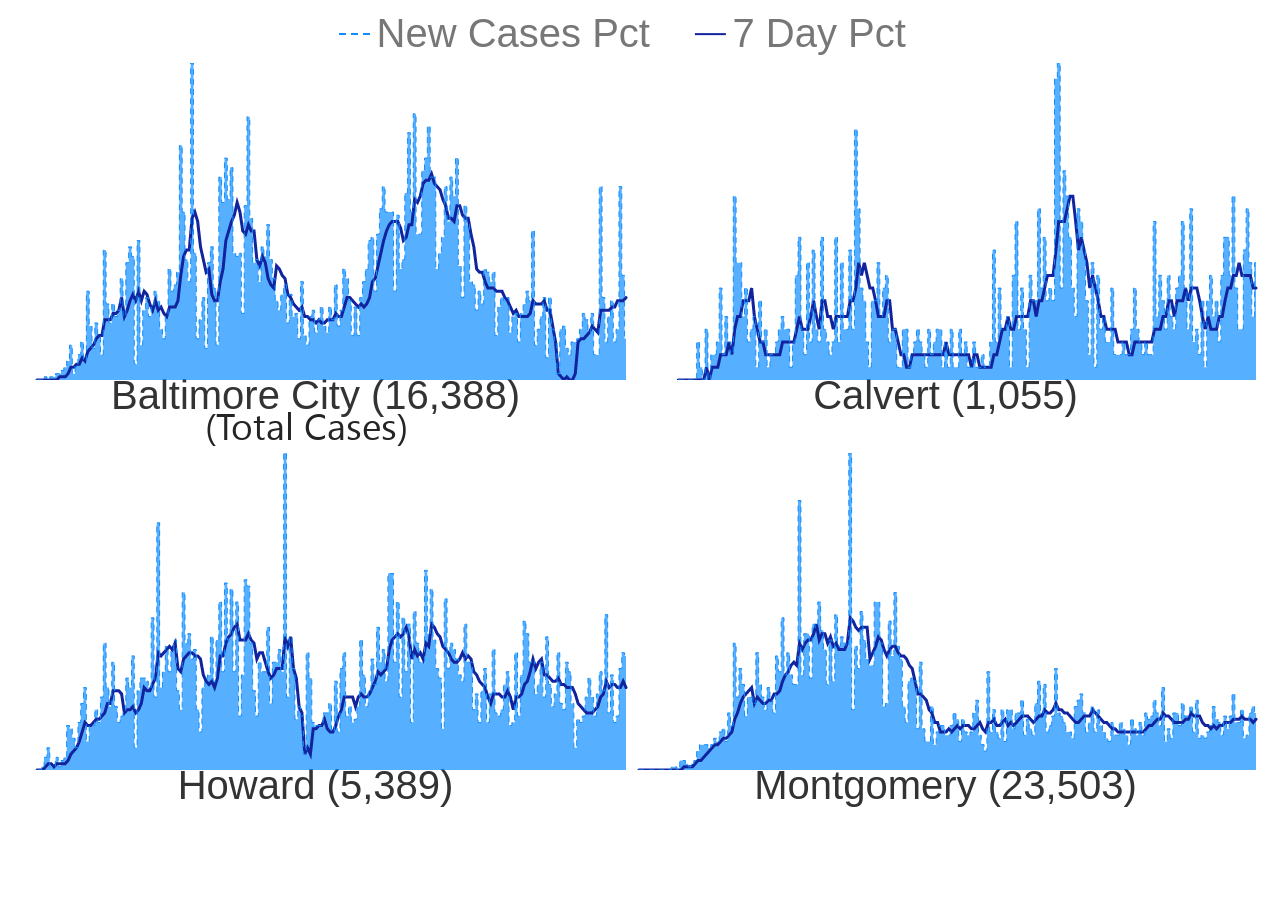 New Cases Pct 7 Day Pct
Baltimore City (16,388) Calvert (1,055)
(Total Cases)
Howard (5,389) Montgomery (23,503)